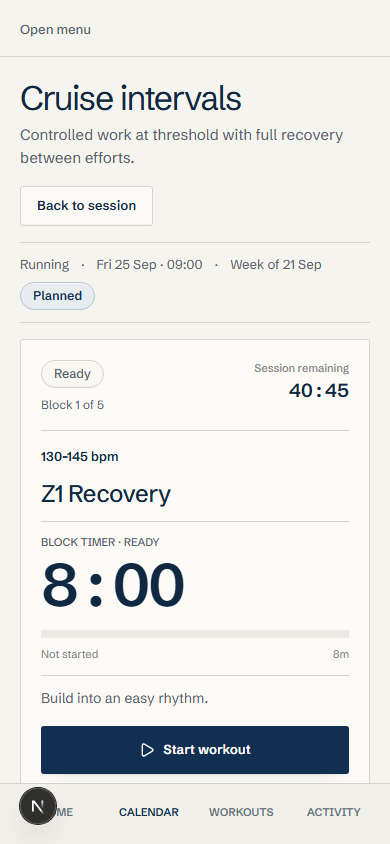 Open menu
Cruise intervals
Controlled work at threshold with full recovery
between efforts.
Back to session
Running · Fri 25 Sep · 09:00 · Week of 21 Sep
Planned
Ready
Session remaining
40:45
Block 1 of 5
130-145 bpm
Z1 Recovery
BLOCK TIMER · READY
8:00
Not started 8m
Build into an easy rhythm.
Start workout
N ME CALENDAR WORKOUTS ACTIVITY